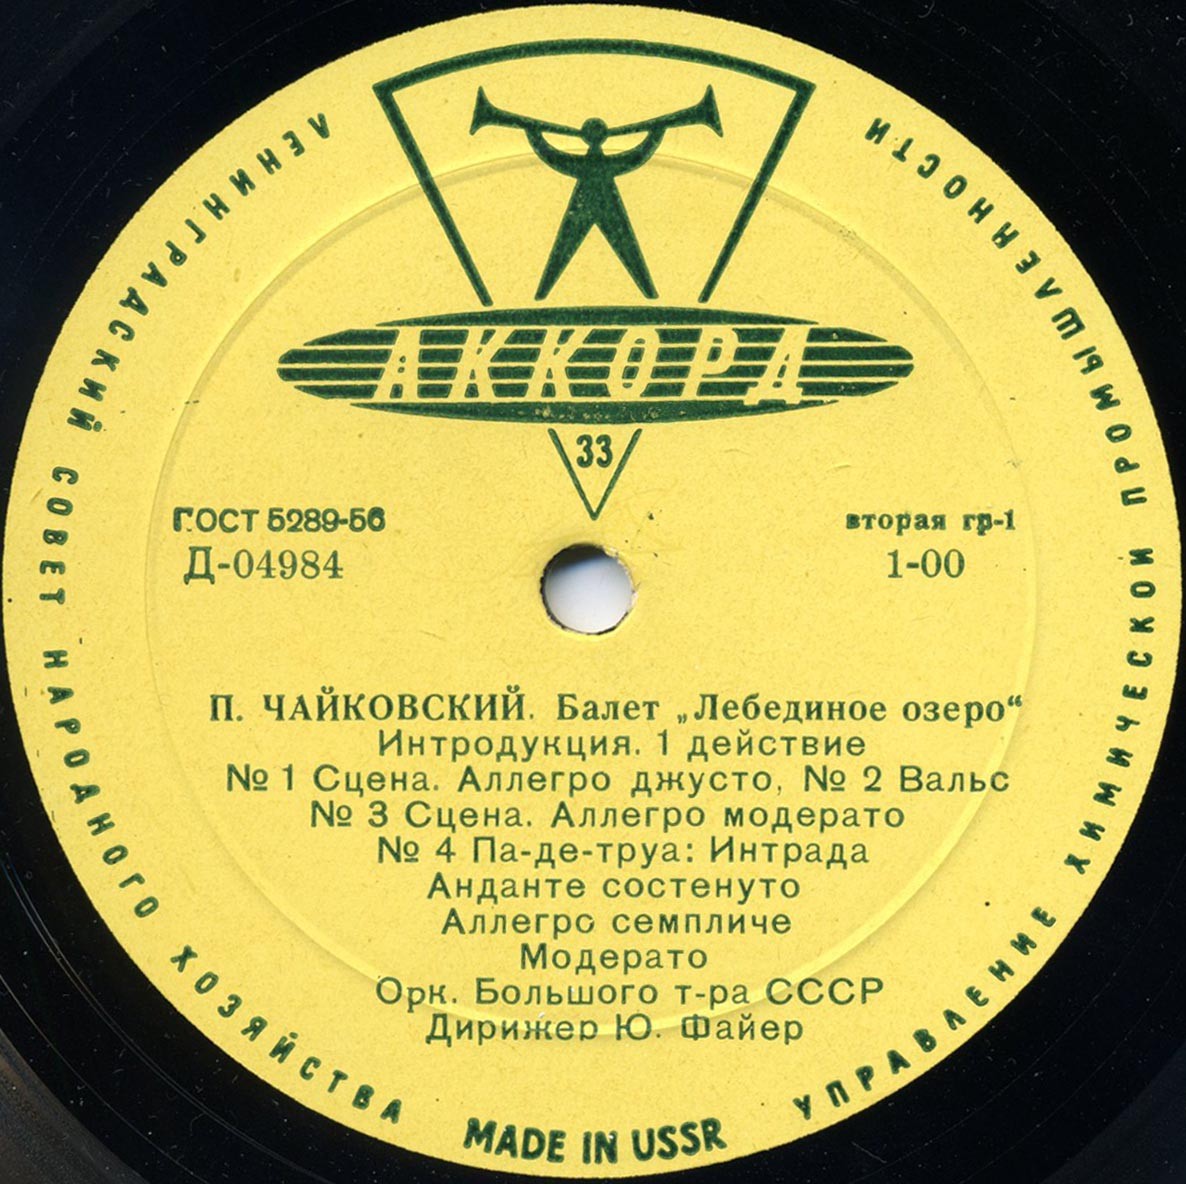 ЛЕНИНГРАДСКИЙ СОВЕТ НАРОДНОГО ХОЗЯЙСТВА
УПРАВЛЕНИЕ ХИМИЧЕСКОЙ ПРОМЫШЛЕННОСТИ
АККОРД
33
ГОСТ 5289-56
вторая гр-1
Д-04984
1-00
П. ЧАЙКОВСКИЙ. Балет „Лебединое озеро“
Интродукция. 1 действие
№ 1 Сцена. Аллегро джусто, № 2 Вальс
№ 3 Сцена. Аллегро модерато
№ 4 Па-де-труа: Интрада
Анданте состенуто
Аллегро семпличе
Модерато
Орк. Большого т-ра СССР
Дирижер Ю. Файер
MADE IN USSR